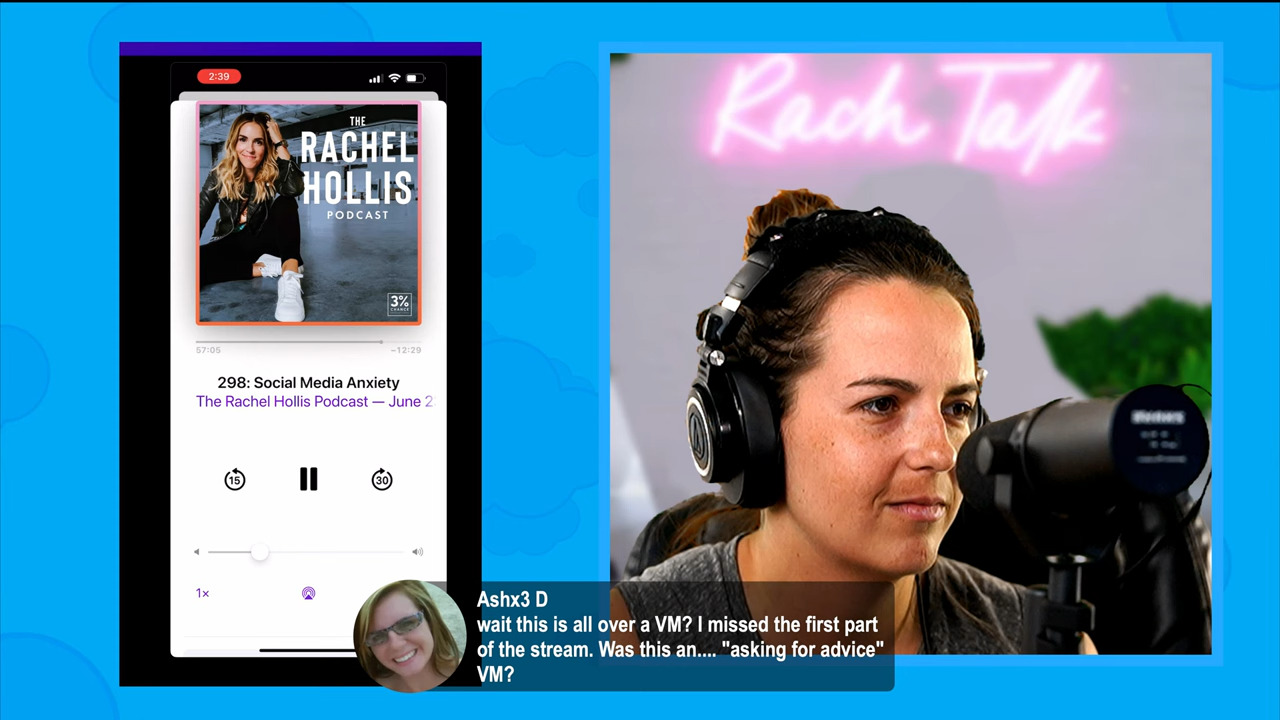 2:39
THE
RACHEL
HOLLIS
PODCAST
3%
CHANCE
57:05
-12:29
298: Social Media Anxiety
The Rachel Hollis Podcast — June 2
15
30
1×
Rach Talk
Ashx3 D
wait this is all over a VM? I missed the first part
of the stream. Was this an.... "asking for advice"
VM?